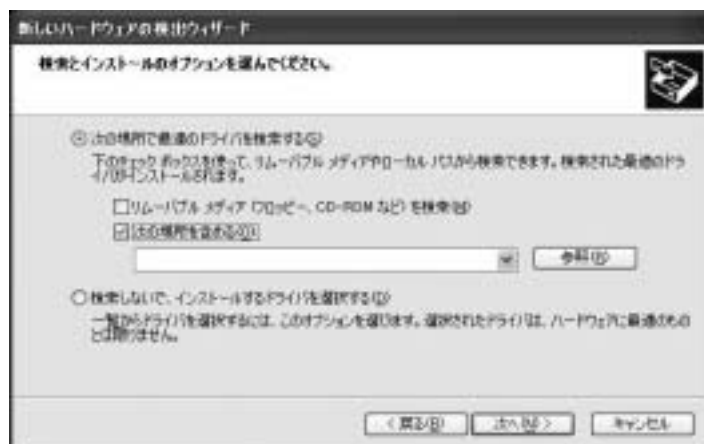 新しいハードウェアの検出ウィザード
検索とインストールのオプションを選んでください。
次の場所で最適のドライバを検索する(S)
下のチェック ボックスを使って、リムーバブル メディアやローカル パスから検索できます。検索された最適のドラ
イバがインストールされます。
リムーバブル メディア (フロッピー、CD-ROM など) を検索(M)
次の場所を含める(O):
参照(R)
検索しないで、インストールするドライバを選択する(D)
一覧からドライバを選択するには、このオプションを選びます。選択されたドライバは、ハードウェアに最適のもの
とは限りません。
< 戻る(B)
次へ(N) >
キャンセル